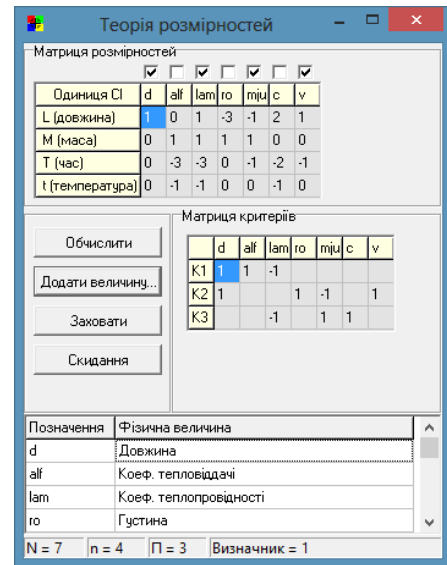 Теорія розмірностей
Матриця розмірностей
Одиниця СІ d alf lam ro mju c v
L (довжина) 1 0 1 -3 -1 2 1
M (маса) 0 1 1 1 1 0 0
T (час) 0 -3 -3 0 -1 -2 -1
t (температура) 0 -1 -1 0 0 -1 0
Обчислити
Додати величину...
Заховати
Скидання
Матриця критеріїв
d alf lam ro mju c v
K1 1 1 -1
K2 1 1 -1 1
K3 -1 1 1
Позначення Фізична величина
d Довжина
alf Коеф. тепловіддачі
lam Коеф. теплопровідності
ro Густина
N = 7 n = 4 П = 3 Визначник = 1